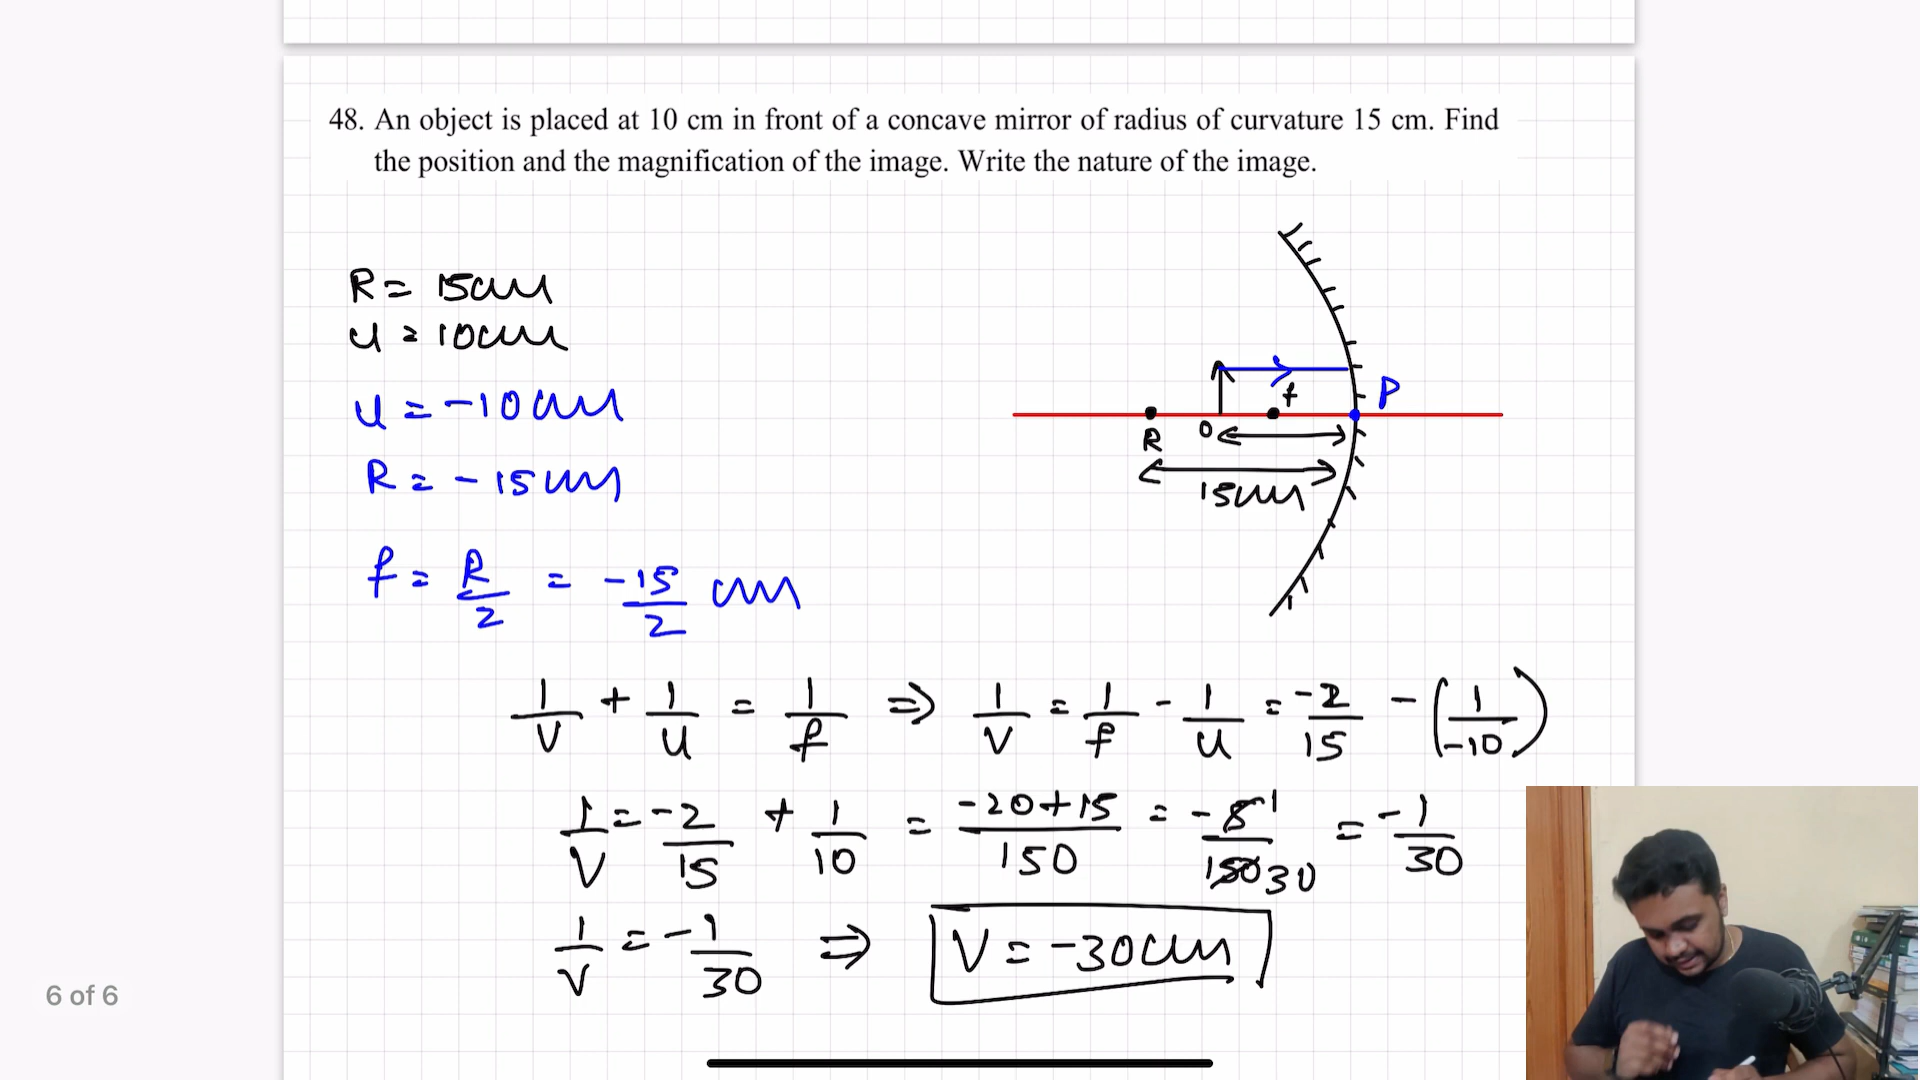 48. An object is placed at 10 cm in front of a concave mirror of radius of curvature 15 cm. Find
the position and the magnification of the image. Write the nature of the image.
R = 15cm
u = 10cm
u = -10cm
R = -15cm
f = R/2 = -15/2 cm
f
P
R
O
15cm
1/v + 1/u = 1/f ⇒ 1/v = 1/f - 1/u = -2/15 - (1/-10)
1/v = -2/15 + 1/10 = -20+15/150 = -5 1/150 30 = -1/30
1/v = -1/30 ⇒ V = -30cm
6 of 6